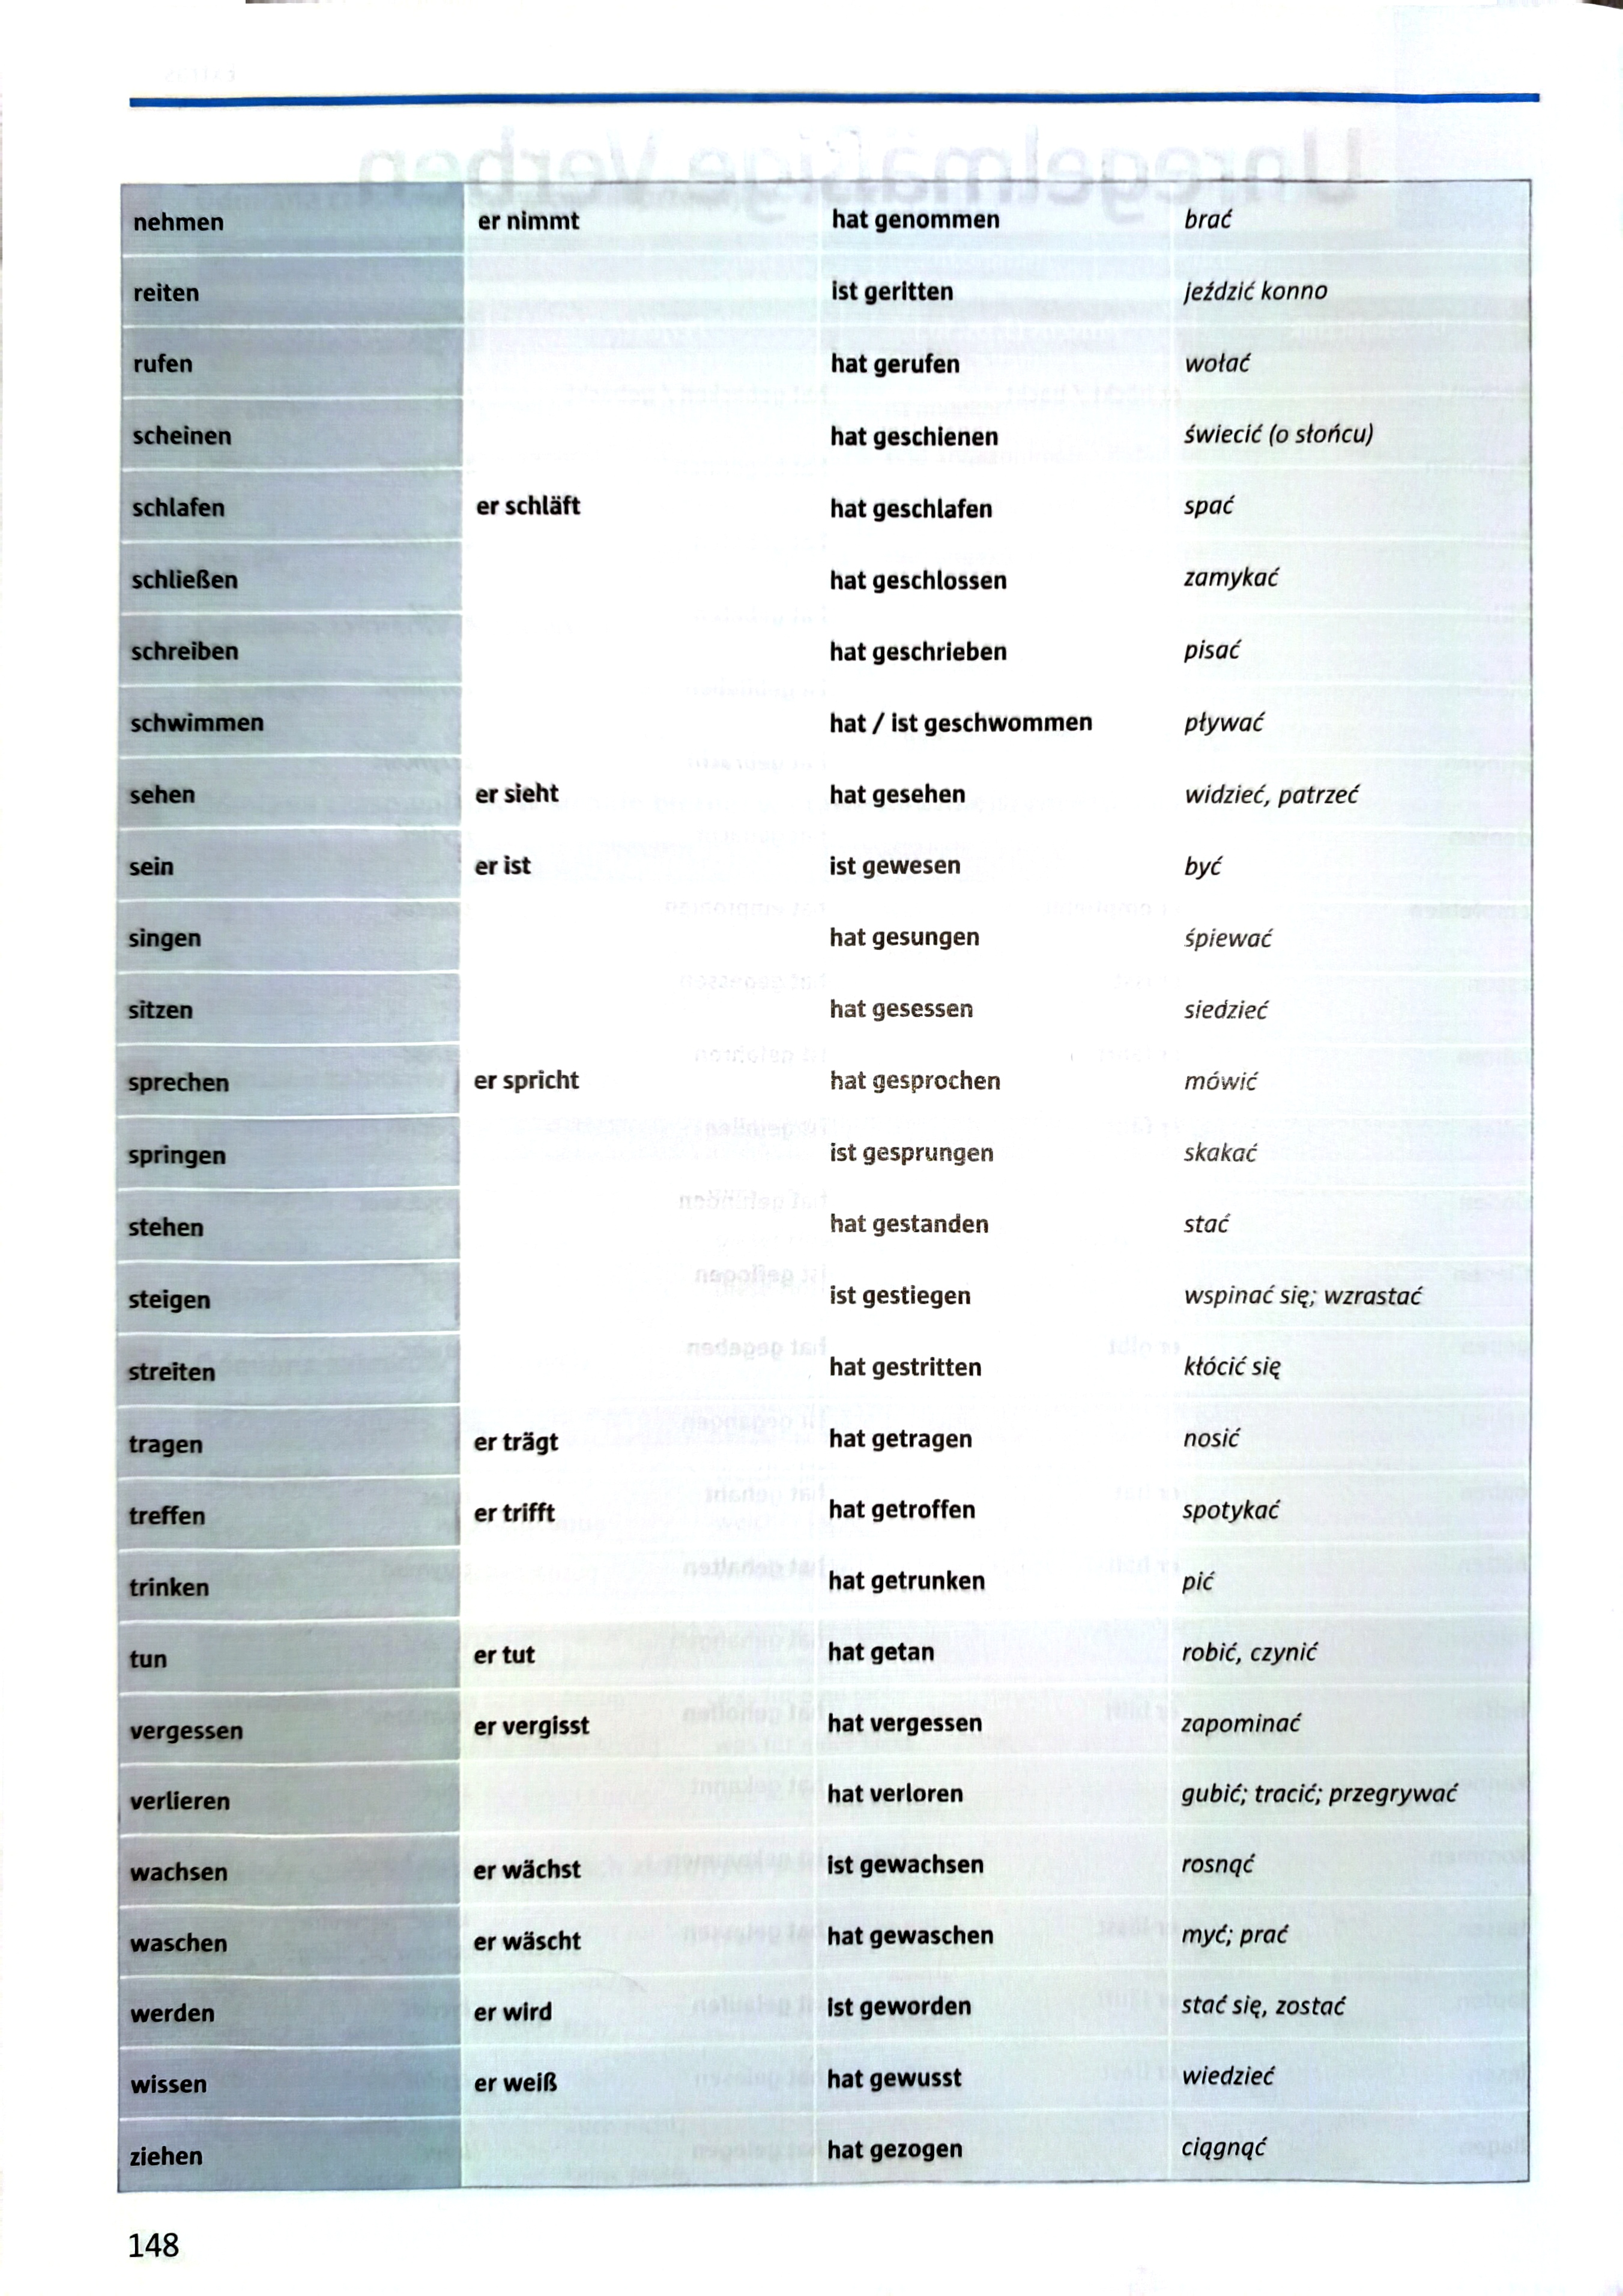 nehmen er nimmt hat genommen brać
reiten ist geritten jeździć konno
rufen hat gerufen wołać
scheinen hat geschienen świecić (o słońcu)
schlafen er schläft hat geschlafen spać
schließen hat geschlossen zamykać
schreiben hat geschrieben pisać
schwimmen hat / ist geschwommen pływać
sehen er sieht hat gesehen widzieć, patrzeć
sein er ist ist gewesen być
singen hat gesungen śpiewać
sitzen hat gesessen siedzieć
sprechen er spricht hat gesprochen mówić
springen ist gesprungen skakać
stehen hat gestanden stać
steigen ist gestiegen wspinać się; wzrastać
streiten hat gestritten kłócić się
tragen er trägt hat getragen nosić
treffen er trifft hat getroffen spotykać
trinken hat getrunken pić
tun er tut hat getan robić, czynić
vergessen er vergisst hat vergessen zapominać
verlieren hat verloren gubić; tracić; przegrywać
wachsen er wächst ist gewachsen rosnąć
waschen er wäscht hat gewaschen myć; prać
werden er wird ist geworden stać się, zostać
wissen er weiß hat gewusst wiedzieć
ziehen hat gezogen ciągnąć
148